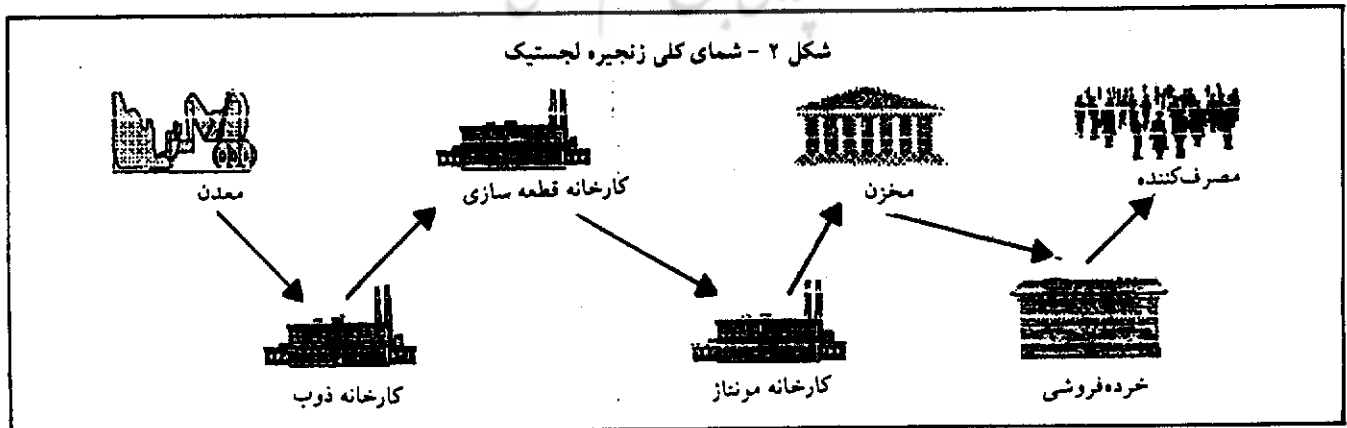 شکل ۲ - شمای کلی زنجیره لجستیک
معدن
کارخانه قطعه سازی
مخزن
مصرف‌کننده
کارخانه ذوب
کارخانه مونتاژ
خرده‌فروشی